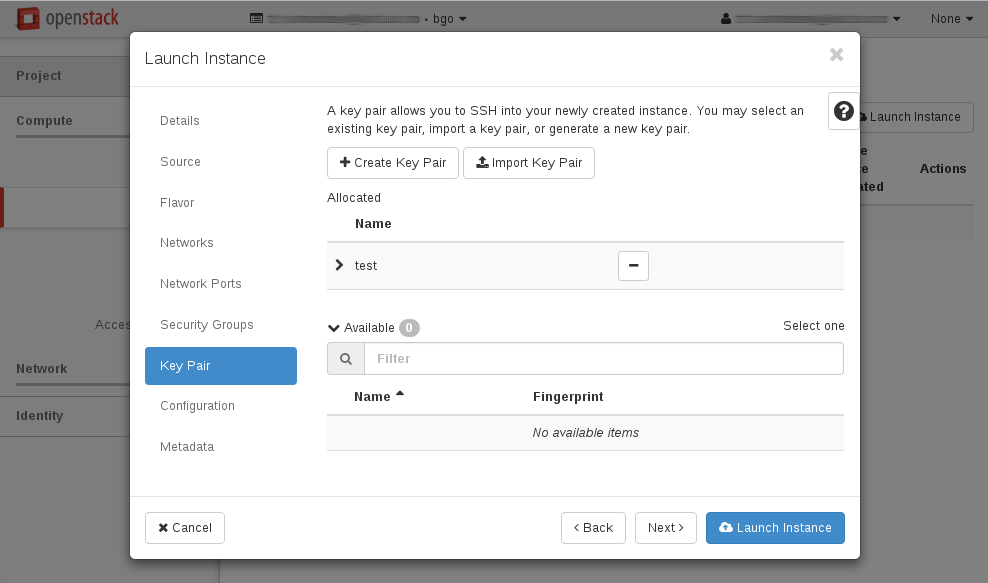 openstack
• bgo
None
Launch Instance
Project
Compute
Acces
Network
Identity
Details
Source
Flavor
Networks
Network Ports
Security Groups
Key Pair
Configuration
Metadata
A key pair allows you to SSH into your newly created instance. You may select an
existing key pair, import a key pair, or generate a new key pair.
Create Key Pair
Import Key Pair
Allocated
Name
test
Available 0
Select one
Filter
Name
Fingerprint
No available items
Launch Instance
Actions
Cancel
< Back
Next >
Launch Instance